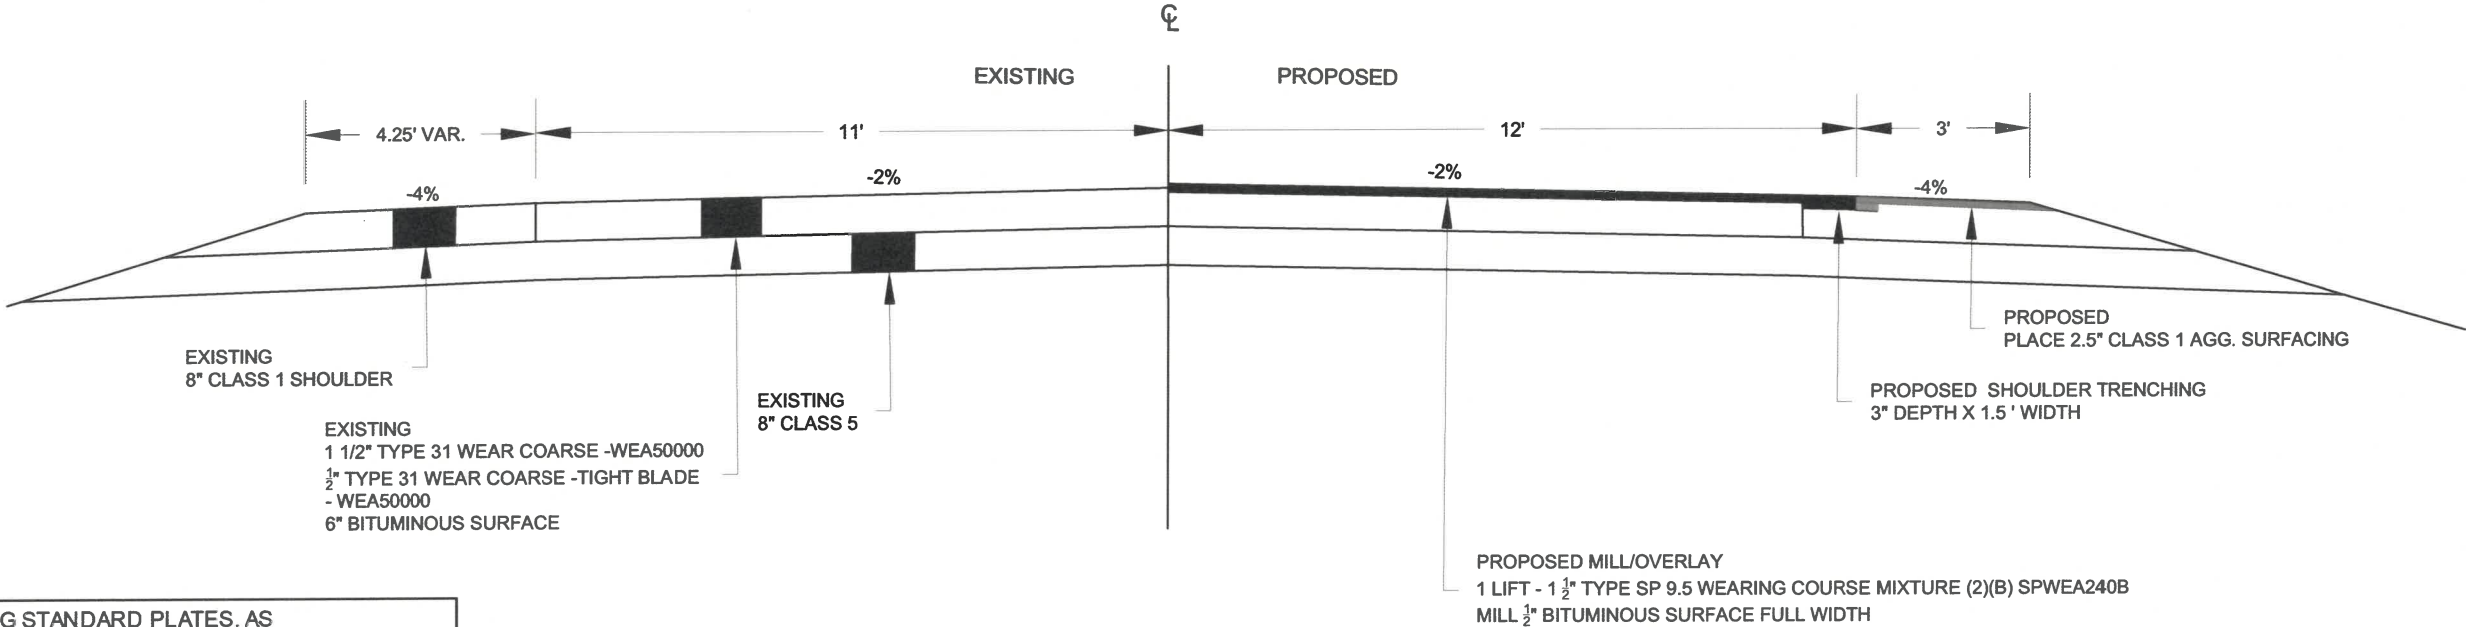 ℄
EXISTING
PROPOSED
4.25' VAR.
11'
12'
3'
-4%
-2%
-2%
-4%
EXISTING
8" CLASS 1 SHOULDER
EXISTING
1 1/2" TYPE 31 WEAR COARSE -WEA50000
½" TYPE 31 WEAR COARSE -TIGHT BLADE
- WEA50000
6" BITUMINOUS SURFACE
EXISTING
8" CLASS 5
PROPOSED
PLACE 2.5" CLASS 1 AGG. SURFACING
PROPOSED SHOULDER TRENCHING
3" DEPTH X 1.5 ' WIDTH
PROPOSED MILL/OVERLAY
1 LIFT - 1 ½" TYPE SP 9.5 WEARING COURSE MIXTURE (2)(B) SPWEA240B
MILL ½" BITUMINOUS SURFACE FULL WIDTH
G STANDARD PLATES, AS